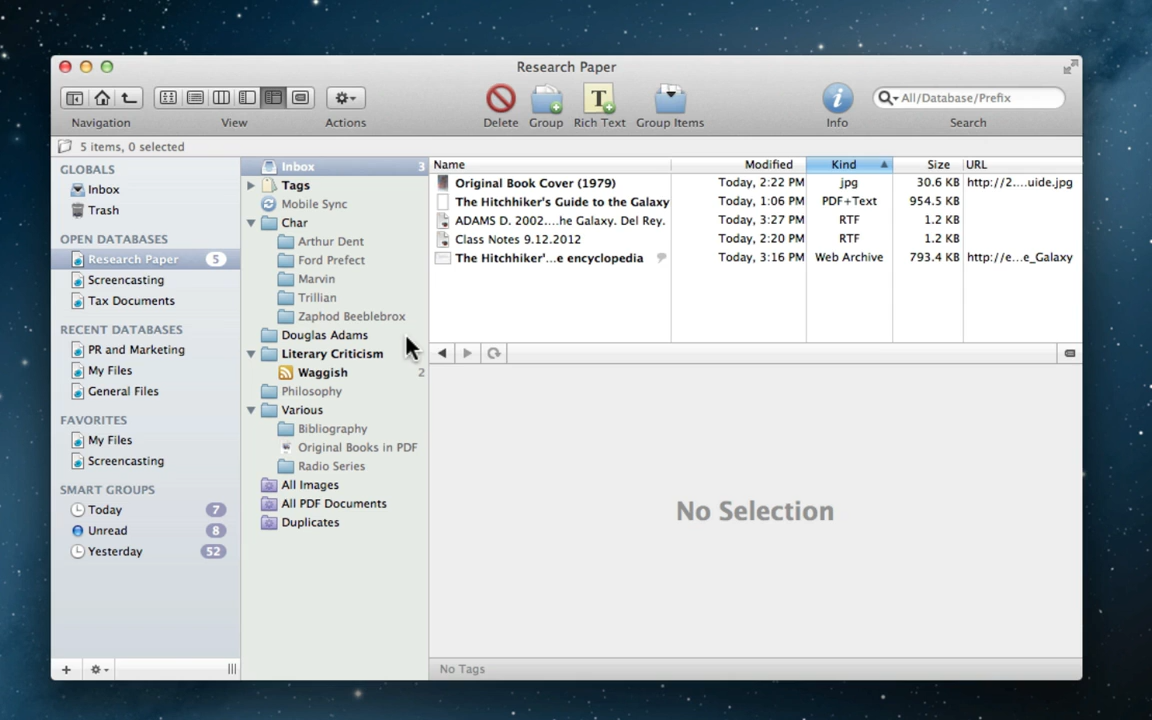 Research Paper
All/Database/Prefix
Navigation View Actions Delete Group Rich Text Group Items Info Search
5 items, 0 selected
GLOBALS
Inbox
Trash
OPEN DATABASES
Research Paper 5
Screencasting
Tax Documents
RECENT DATABASES
PR and Marketing
My Files
General Files
FAVORITES
My Files
Screencasting
SMART GROUPS
Today 7
Unread 8
Yesterday 52
Inbox 3
Tags
Mobile Sync
Char
Arthur Dent
Ford Prefect
Marvin
Trillian
Zaphod Beeblebrox
Douglas Adams
Literary Criticism
Waggish 2
Philosophy
Various
Bibliography
Original Books in PDF
Radio Series
All Images
All PDF Documents
Duplicates
Name Modified Kind Size URL
Original Book Cover (1979) Today, 2:22 PM jpg 30.6 KB http://2....uide.jpg
The Hitchhiker's Guide to the Galaxy Today, 1:06 PM PDF+Text 954.5 KB
ADAMS D. 2002....he Galaxy. Del Rey. Today, 3:27 PM RTF 1.2 KB
Class Notes 9.12.2012 Today, 2:20 PM RTF 1.2 KB
The Hitchhiker'...e encyclopedia Today, 3:16 PM Web Archive 793.4 KB http://e...e_Galaxy
No Selection
No Tags